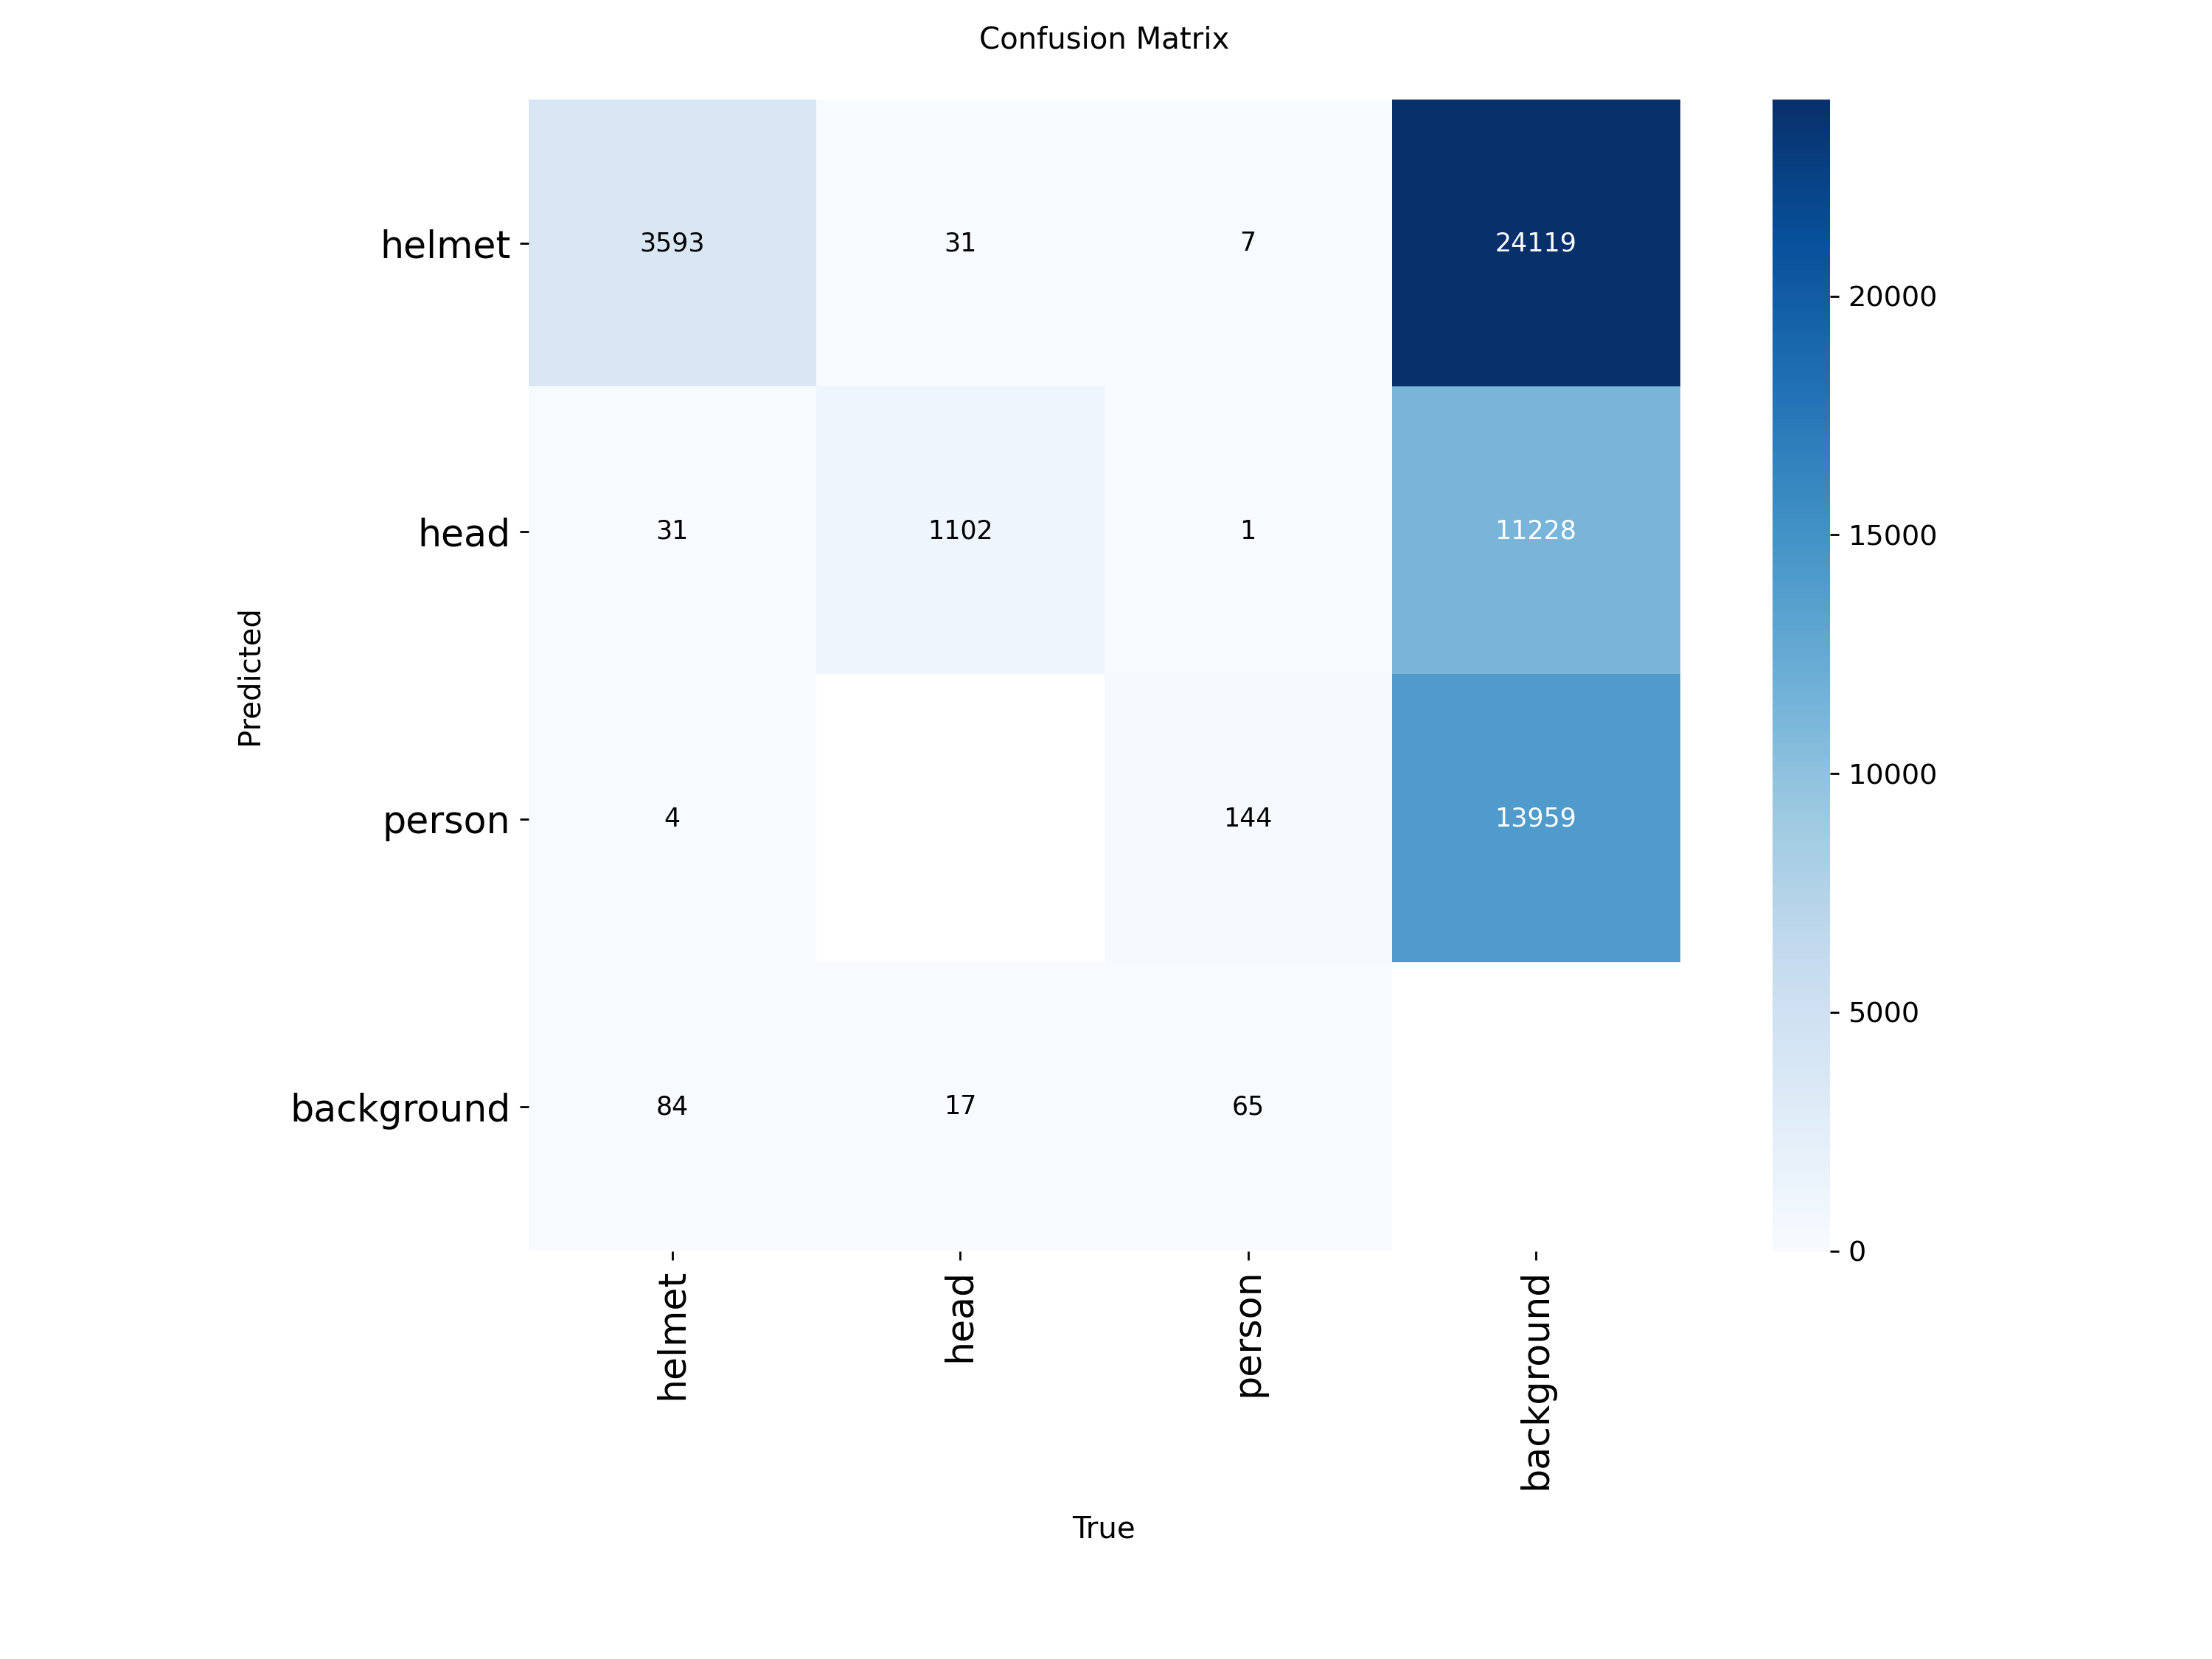 Confusion Matrix
helmet 3593 31 7 24119
head 31 1102 1 11228
person 4 144 13959
background 84 17 65
Predicted
helmet head person background
True
20000
15000
10000
5000
0